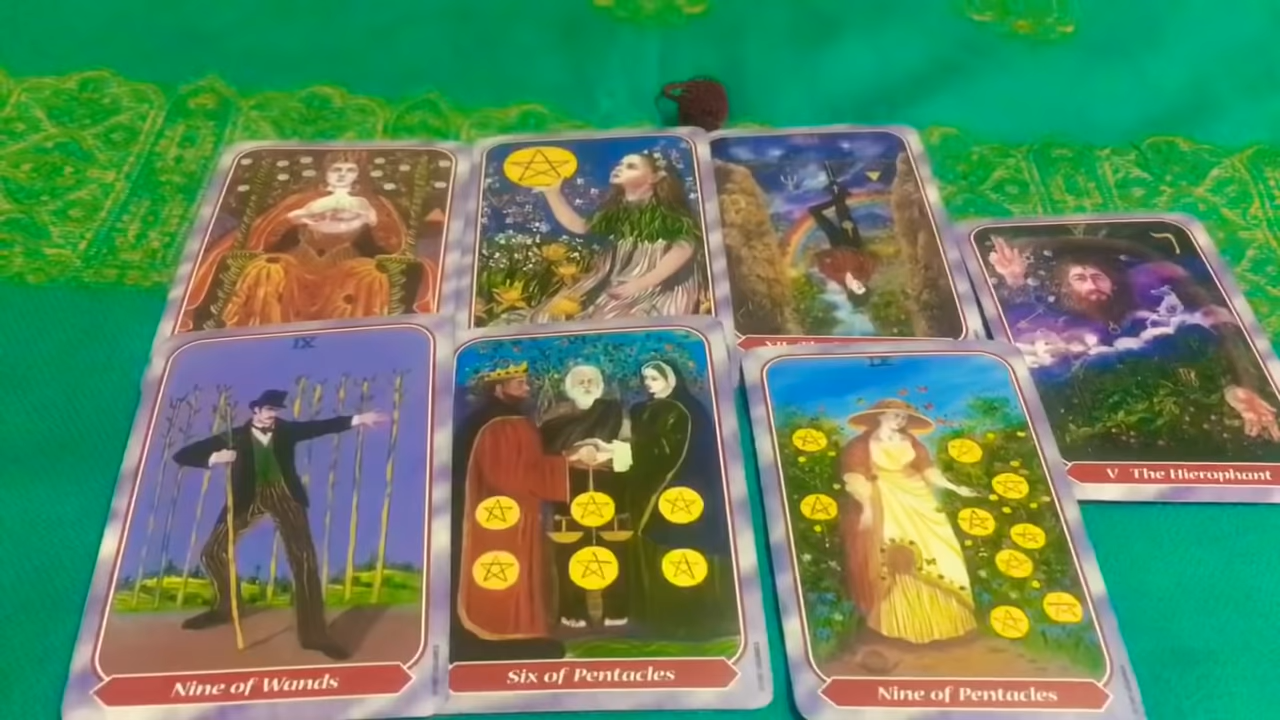 V The Hierophant
IX
IX
Nine of Wands
Six of Pentacles
Nine of Pentacles